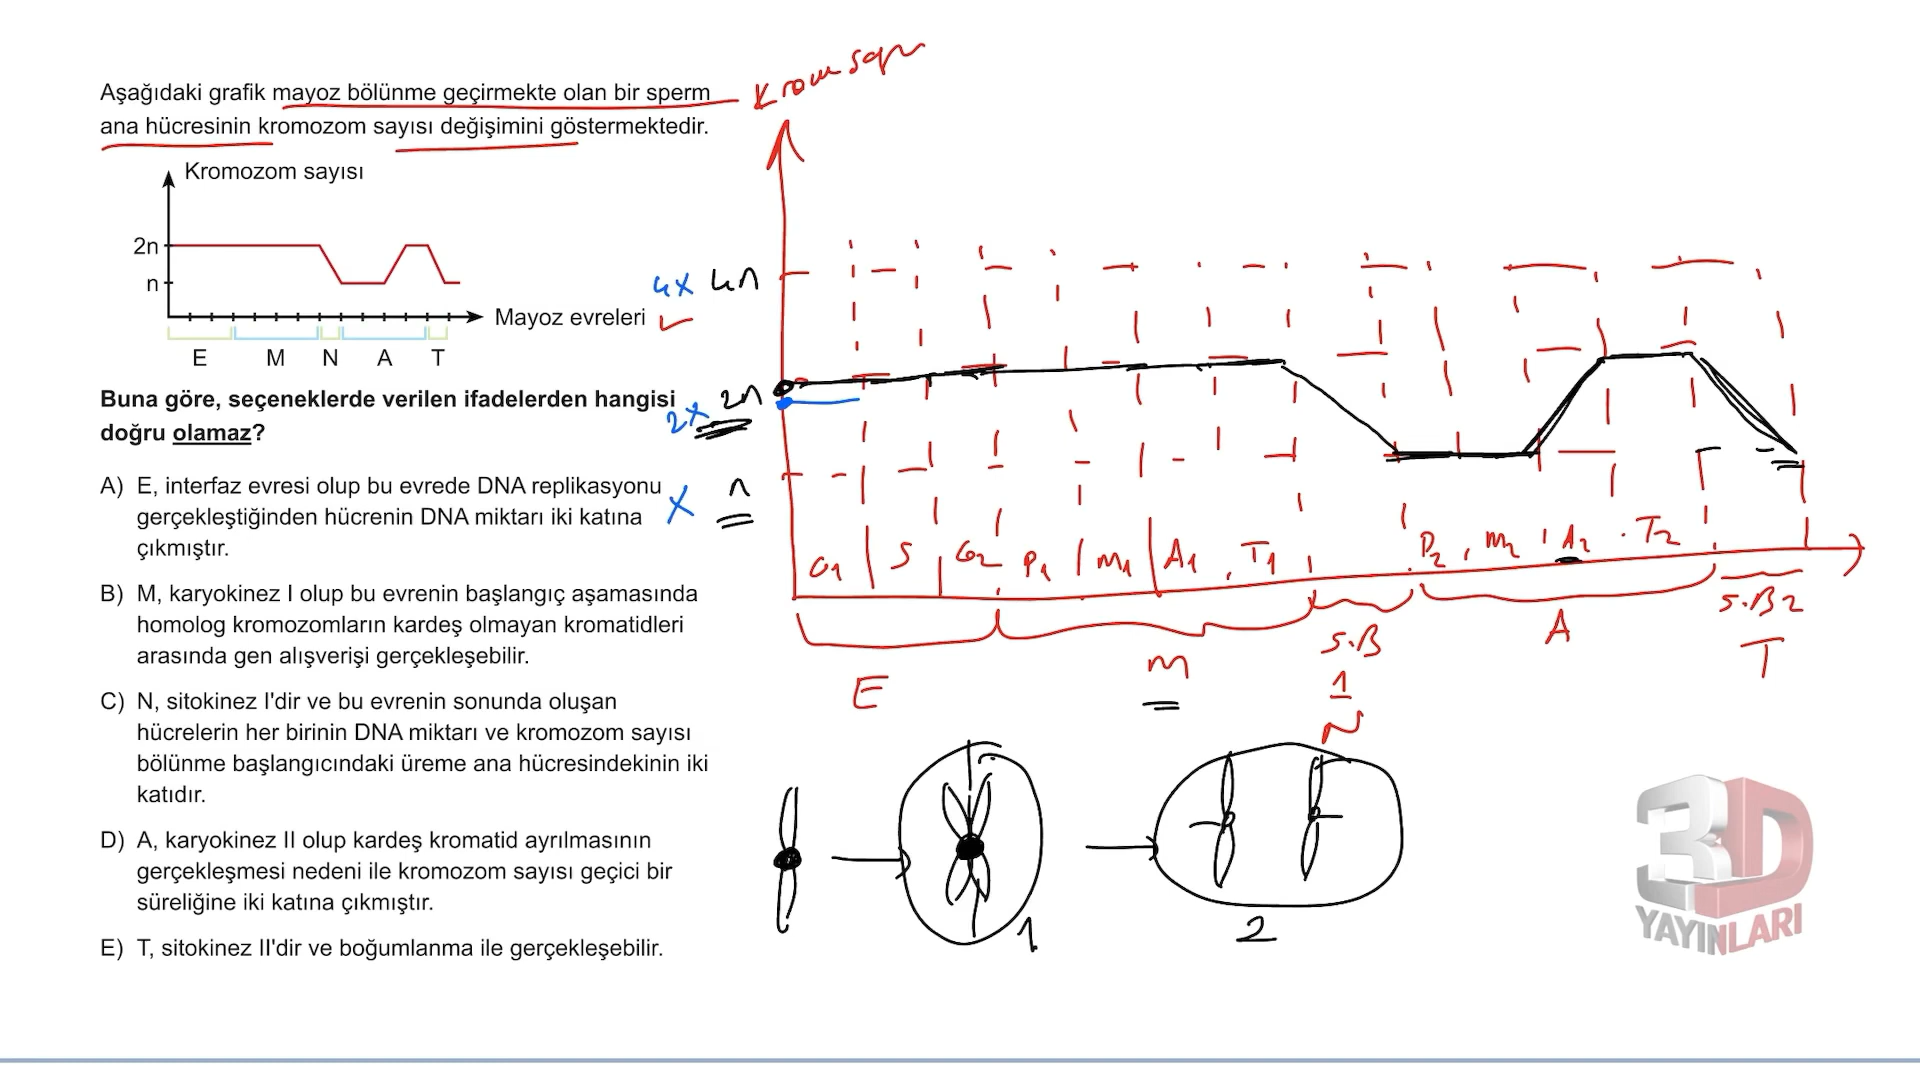 Aşağıdaki grafik mayoz bölünme geçirmekte olan bir sperm
ana hücresinin kromozom sayısı değişimini göstermektedir.
Kromozom sayısı
2n
n
Mayoz evreleri
E M N A T
Buna göre, seçeneklerde verilen ifadelerden hangisi
doğru olamaz?
A) E, interfaz evresi olup bu evrede DNA replikasyonu
gerçekleştiğinden hücrenin DNA miktarı iki katına
çıkmıştır.
B) M, karyokinez I olup bu evrenin başlangıç aşamasında
homolog kromozomların kardeş olmayan kromatidleri
arasında gen alışverişi gerçekleşebilir.
C) N, sitokinez I'dir ve bu evrenin sonunda oluşan
hücrelerin her birinin DNA miktarı ve kromozom sayısı
bölünme başlangıcındaki üreme ana hücresindekinin iki
katıdır.
D) A, karyokinez II olup kardeş kromatid ayrılmasının
gerçekleşmesi nedeni ile kromozom sayısı geçici bir
süreliğine iki katına çıkmıştır.
E) T, sitokinez II'dir ve boğumlanma ile gerçekleşebilir.
4x 4n
2x 2n
x n
G1 S G2 P1 M1 A1 T1 P2 M2 A2 T2
S.B2
S.B
1
E M N A T
1 2
3D
YAYINLARI